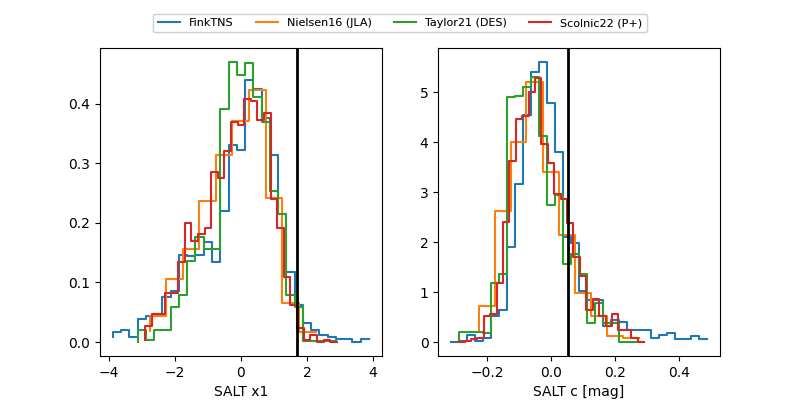 FinkTNS Nielsen16 (JLA) Taylor21 (DES) Scolnic22 (P+)
0.4
0.3
0.2
0.1
0.0
−4 −2 0 2 4
SALT x1
5
4
3
2
1
0
−0.2 0.0 0.2 0.4
SALT c [mag]